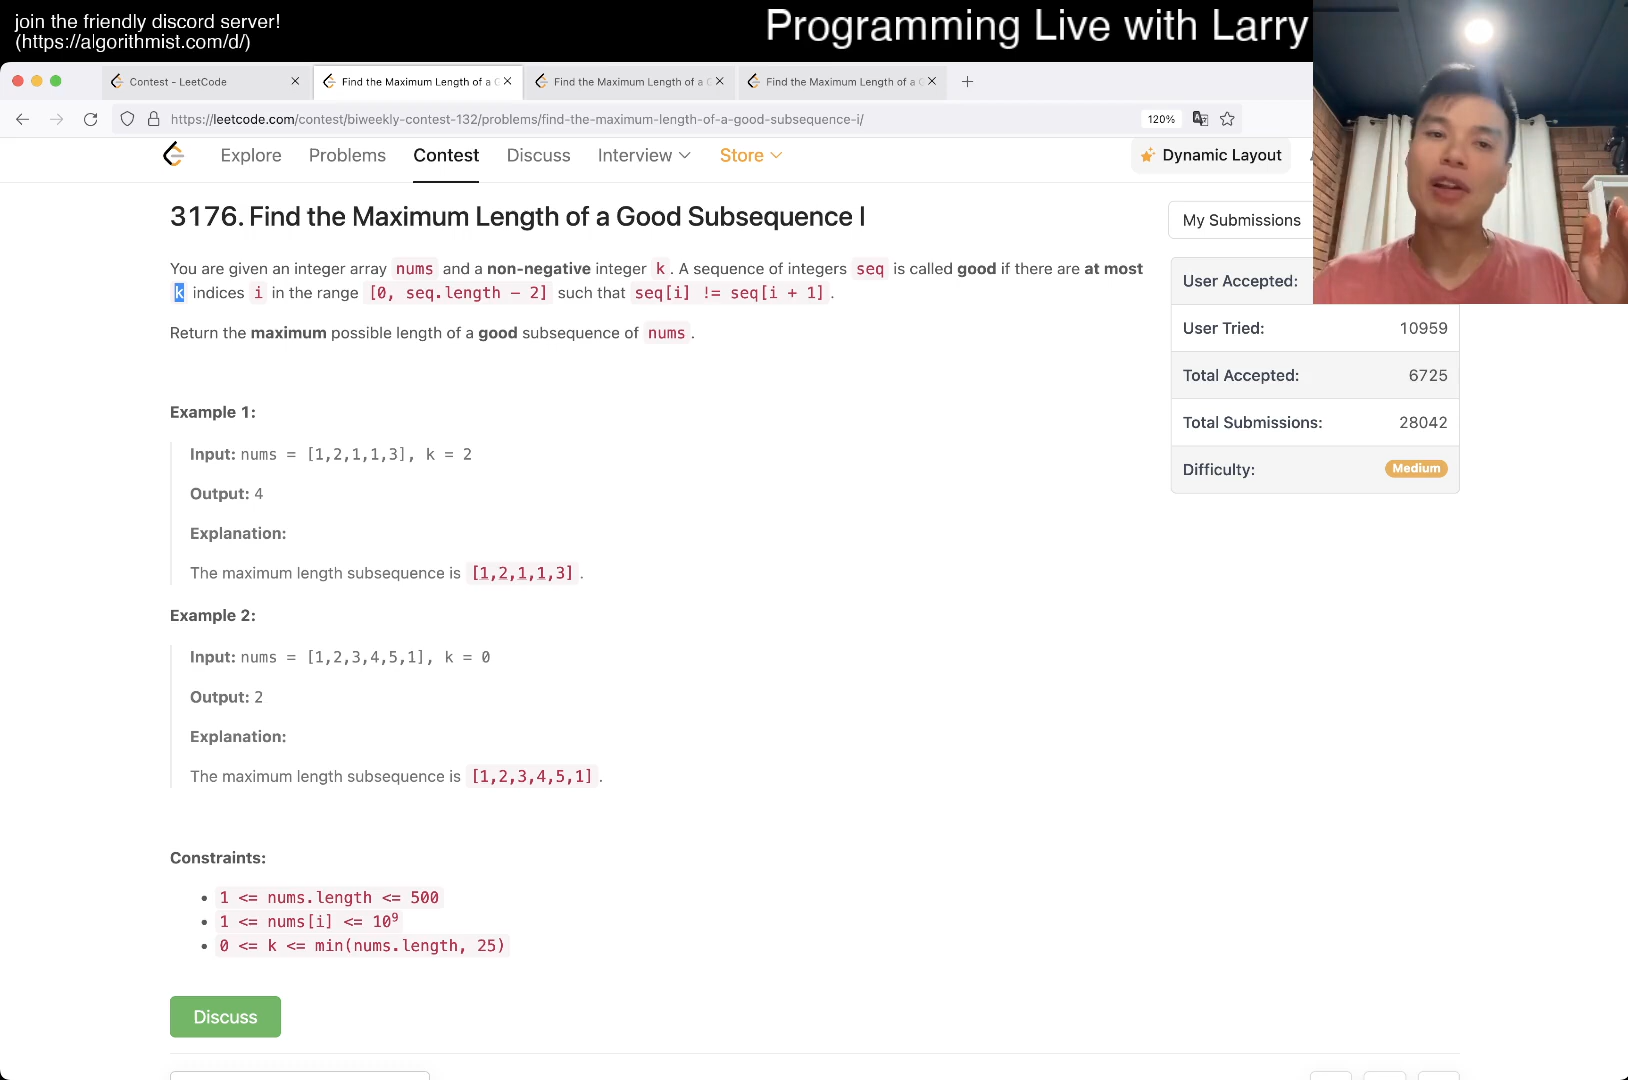 join the friendly discord server!
(https://algorithmist.com/d/)
Programming Live with Larry
Contest - LeetCode
Find the Maximum Length of a G
Find the Maximum Length of a G
Find the Maximum Length of a G
https://leetcode.com/contest/biweekly-contest-132/problems/find-the-maximum-length-of-a-good-subsequence-i/
120%
Explore Problems Contest Discuss Interview Store
Dynamic Layout
3176. Find the Maximum Length of a Good Subsequence I
My Submissions
You are given an integer array nums and a non-negative integer k. A sequence of integers seq is called good if there are at most
k indices i in the range [0, seq.length - 2] such that seq[i] != seq[i + 1].
Return the maximum possible length of a good subsequence of nums.
User Accepted:
User Tried: 10959
Total Accepted: 6725
Total Submissions: 28042
Difficulty: Medium
Example 1:
Input: nums = [1,2,1,1,3], k = 2
Output: 4
Explanation:
The maximum length subsequence is [1,2,1,1,3].
Example 2:
Input: nums = [1,2,3,4,5,1], k = 0
Output: 2
Explanation:
The maximum length subsequence is [1,2,3,4,5,1].
Constraints:
1 <= nums.length <= 500
1 <= nums[i] <= 10⁹
0 <= k <= min(nums.length, 25)
Discuss